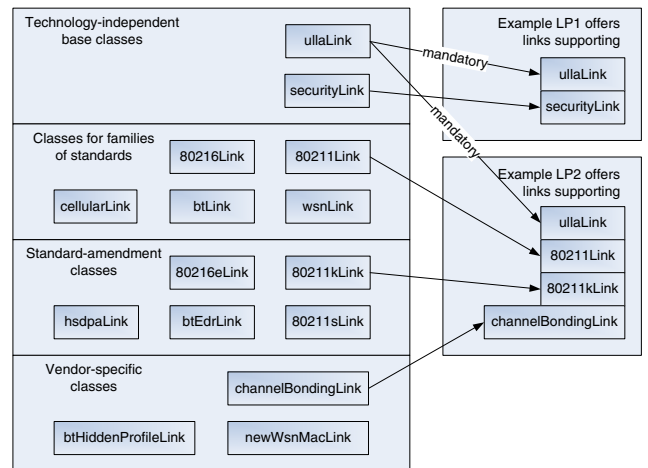 Technology-independent
base classes
ullaLink
securityLink
Classes for families
of standards
80216Link
80211Link
cellularLink
btLink
wsnLink
Standard-amendment
classes
80216eLink
80211kLink
hsdpaLink
btEdrLink
80211sLink
Vendor-specific
classes
channelBondingLink
btHiddenProfileLink
newWsnMacLink
mandatory
mandatory
Example LP1 offers
links supporting
ullaLink
securityLink
Example LP2 offers
links supporting
ullaLink
80211Link
80211kLink
channelBondingLink